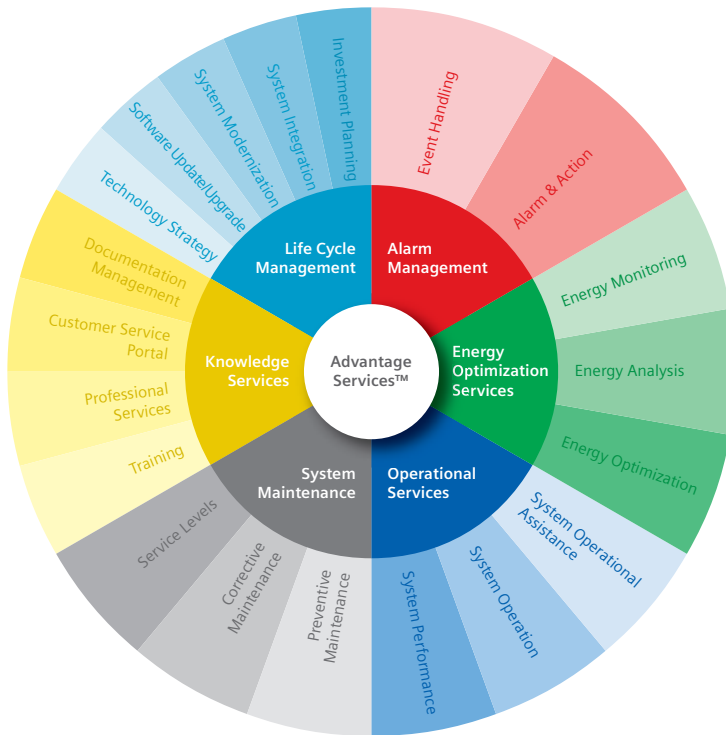 Advantage
Services™
Alarm
Management
Event Handling
Alarm & Action
Energy
Optimization
Services
Energy Monitoring
Energy Analysis
Energy Optimization
Operational
Services
System Operational
Assistance
System Operation
System Performance
System
Maintenance
Preventive
Maintenance
Corrective
Maintenance
Service Levels
Knowledge
Services
Training
Professional
Services
Customer Service
Portal
Documentation
Management
Life Cycle
Management
Technology Strategy
Software Update/Upgrade
System Modernization
System Integration
Investment Planning